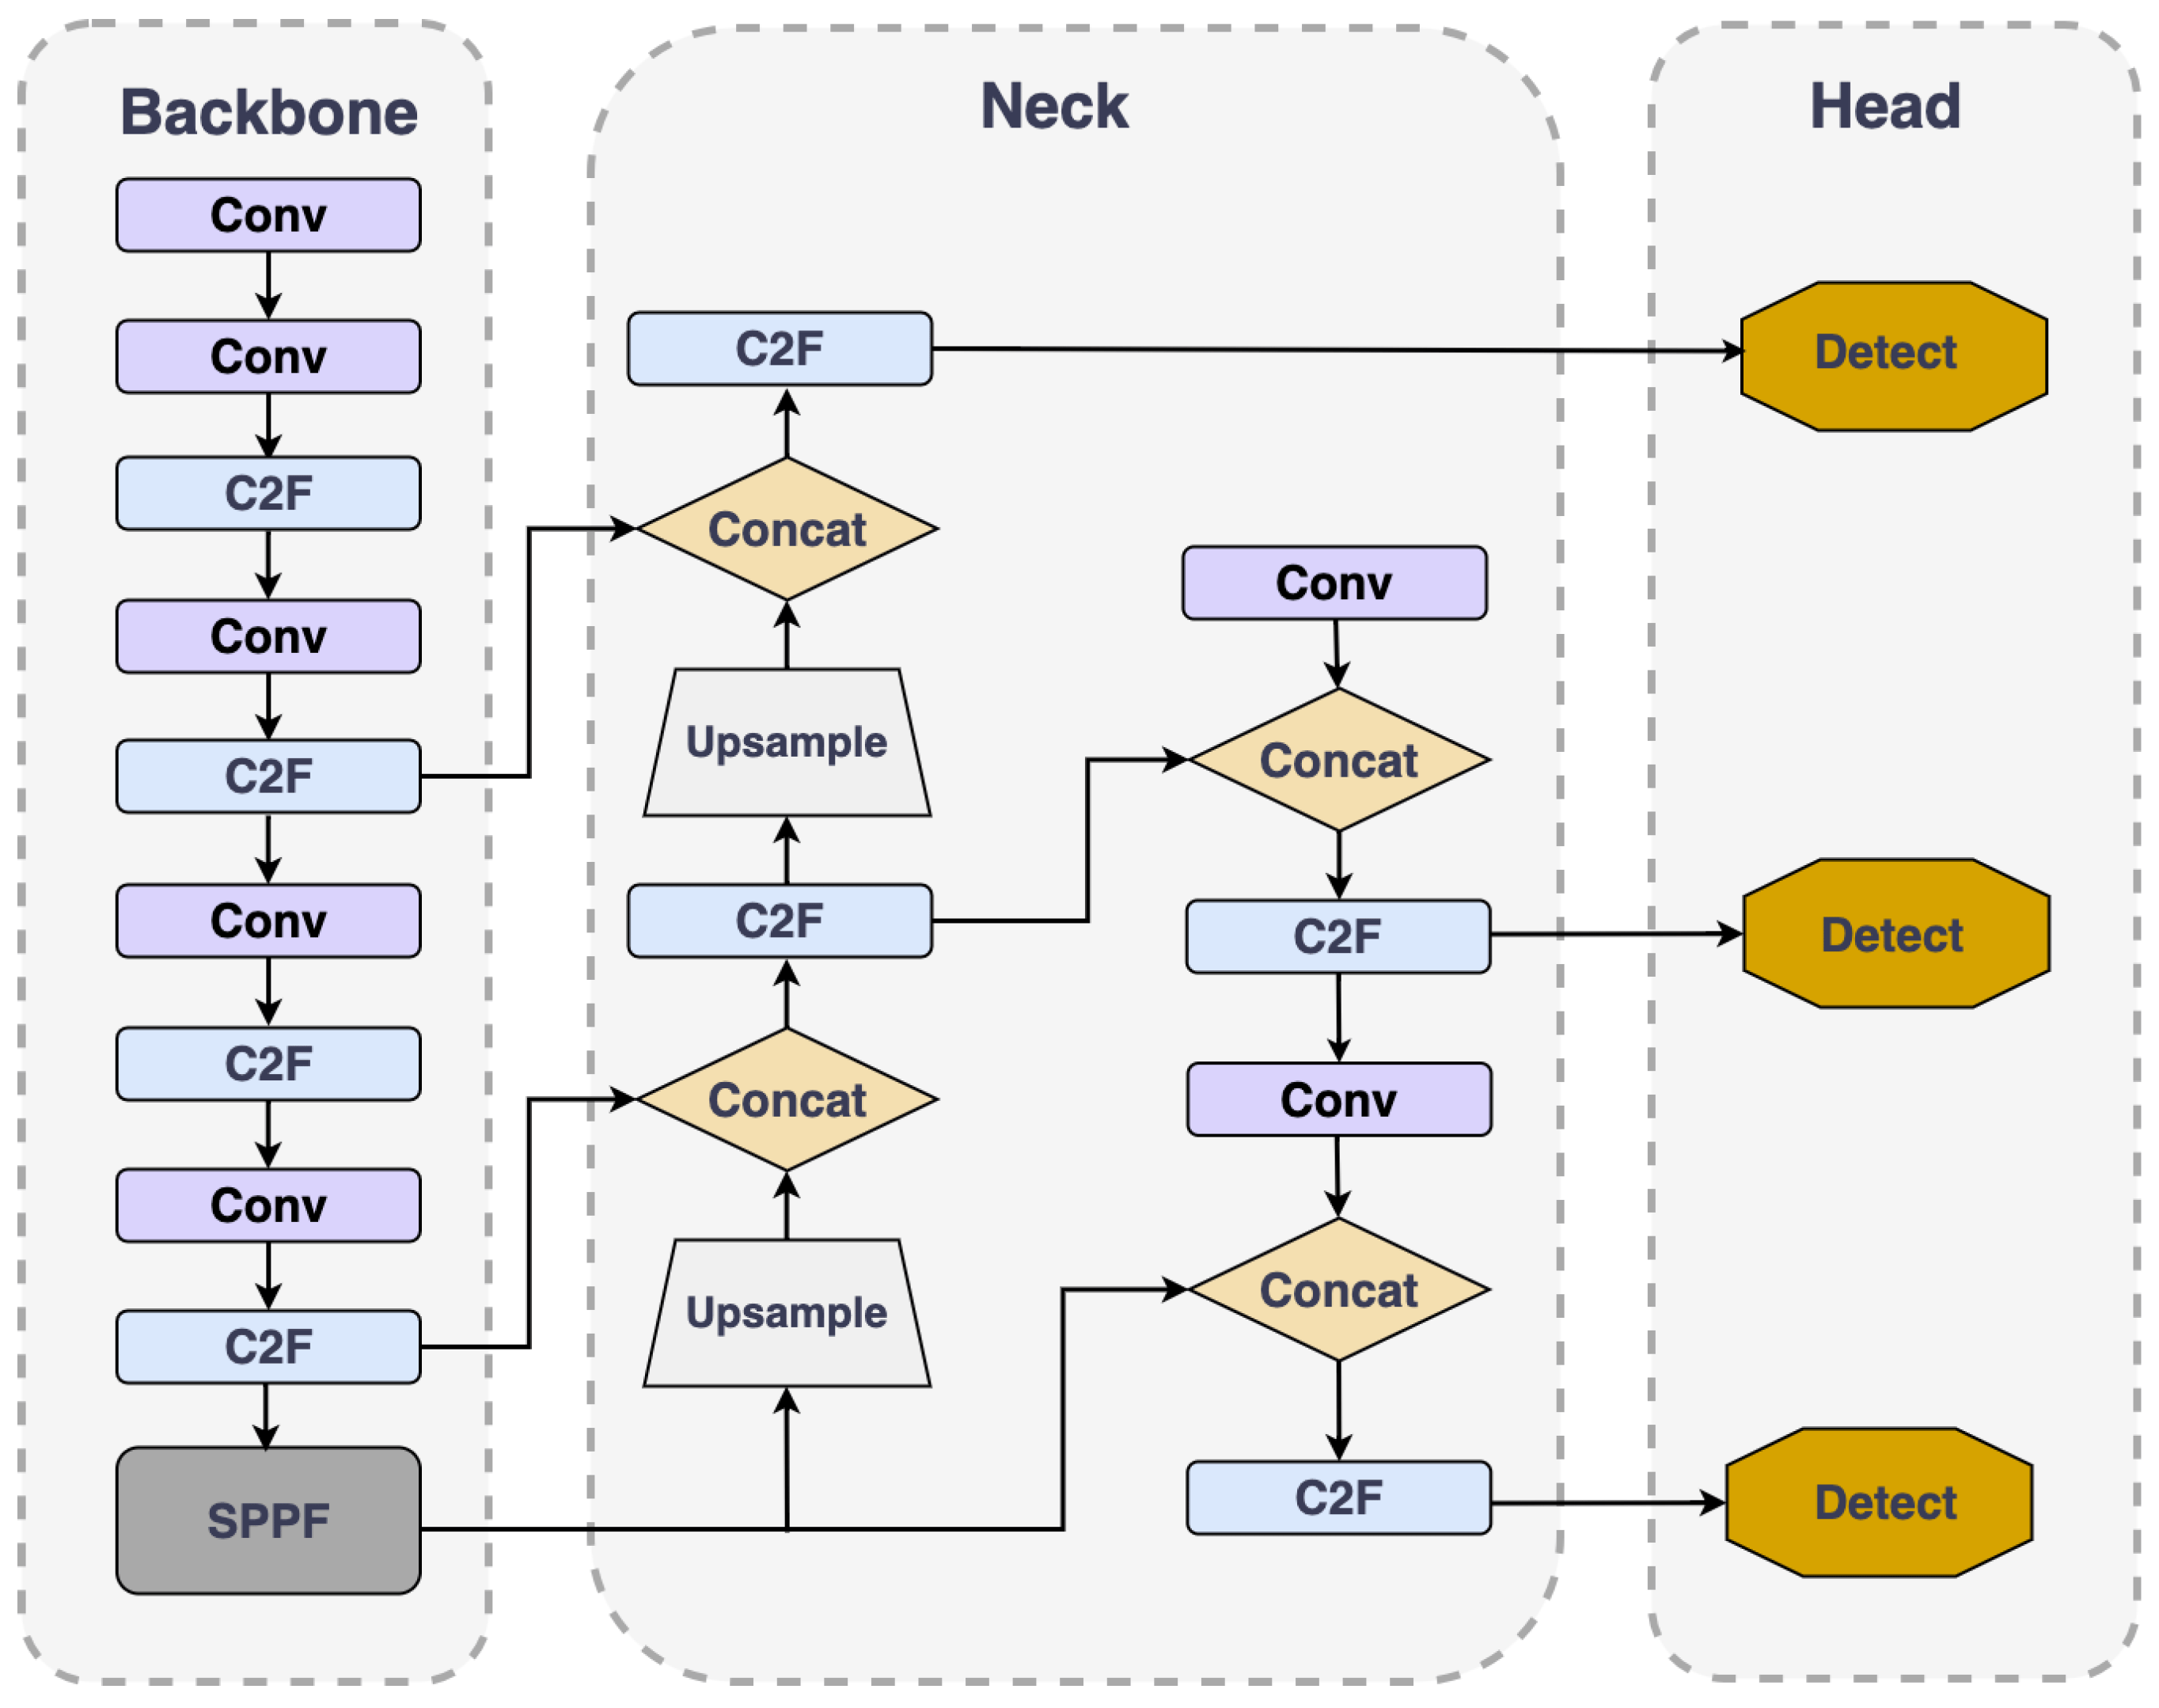 Backbone
Conv
Conv
C2F
Conv
C2F
Conv
C2F
Conv
C2F
SPPF
Neck
C2F
Concat
Upsample
C2F
Concat
Upsample
Conv
Concat
C2F
Conv
Concat
C2F
Head
Detect
Detect
Detect